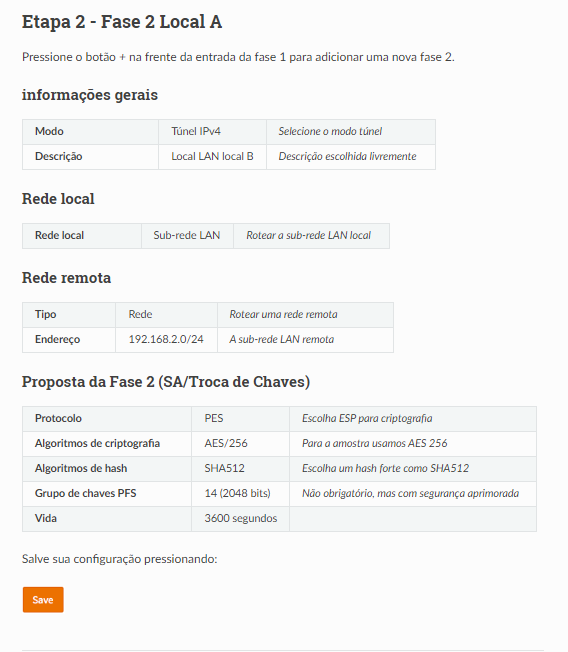 Etapa 2 - Fase 2 Local A
Pressione o botão + na frente da entrada da fase 1 para adicionar uma nova fase 2.
informações gerais
Modo Túnel IPv4 Selecione o modo túnel
Descrição Local LAN local B Descrição escolhida livremente
Rede local
Rede local Sub-rede LAN Rotear a sub-rede LAN local
Rede remota
Tipo Rede Rotear uma rede remota
Endereço 192.168.2.0/24 A sub-rede LAN remota
Proposta da Fase 2 (SA/Troca de Chaves)
Protocolo PES Escolha ESP para criptografia
Algoritmos de criptografia AES/256 Para a amostra usamos AES 256
Algoritmos de hash SHA512 Escolha um hash forte como SHA512
Grupo de chaves PFS 14 (2048 bits) Não obrigatório, mas com segurança aprimorada
Vida 3600 segundos
Salve sua configuração pressionando:
Save